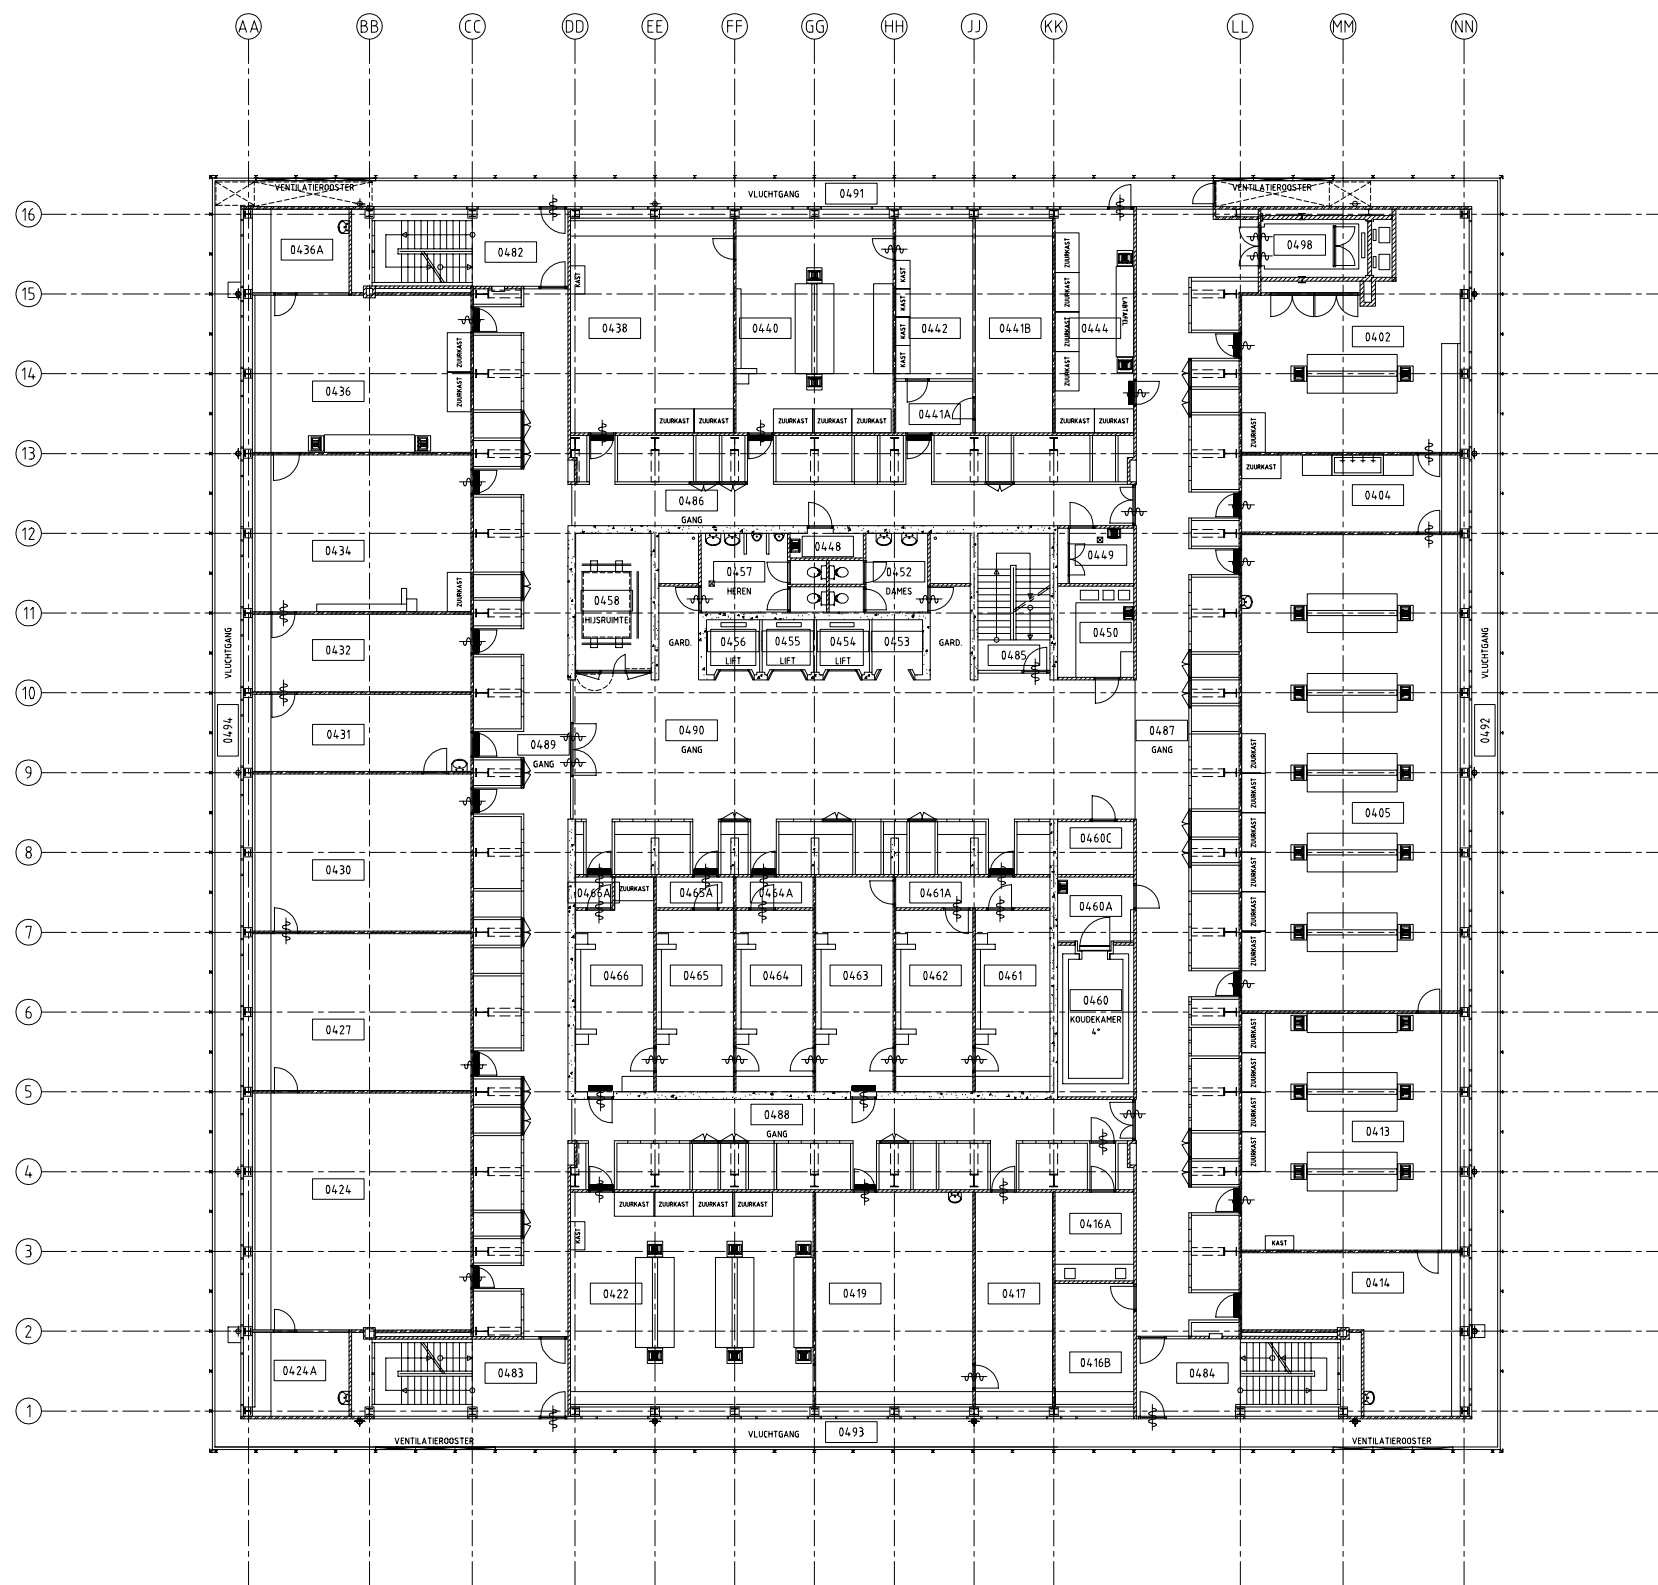 AA BB CC DD EE FF GG HH JJ KK LL MM NN
VENTILATIEROOSTER
VLUCHTGANG 0491
VENTILATIEROOSTER
16
0436A
0482
0498
15
KAST
ZUURKAST
KAST
0438
0440
KAST
0442
0441B
ZUURKAST
0444
LABTAFEL
0402
KAST
ZUURKAST
ZUURKAST
KAST
ZUURKAST
14
0436
ZUURKAST
0441A
ZUURKAST ZUURKAST
ZUURKAST ZUURKAST ZUURKAST
ZUURKAST ZUURKAST
ZUURKAST
13
ZUURKAST
0404
0486
GANG
12
0434
0448
0449
0457
HEREN
0452
DAMES
ZUURKAST
0458
HIJSRUIMTE
11
VLUCHTGANG
0432
GARD.
0456
LIFT
0455
LIFT
0454
LIFT
0453
GARD.
0485
0450
VLUCHTGANG
10
0494
0431
0489
GANG
0490
GANG
0487
GANG
0492
9
ZUURKAST
ZUURKAST
ZUURKAST
ZUURKAST
ZUURKAST
ZUURKAST
0405
8
0460C
0430
0466A
ZUURKAST
0465A
0464A
0461A
0460A
7
0466
0465
0464
0463
0462
0461
0460
KOUDEKAMER
4°
6
0427
ZUURKAST
ZUURKAST
ZUURKAST
ZUURKAST
5
0488
GANG
0413
4
0424
ZUURKAST ZUURKAST ZUURKAST ZUURKAST
KAST
0416A
3
KAST
0422
0419
0417
0414
2
0424A
0483
0416B
0484
1
VENTILATIEROOSTER
VLUCHTGANG 0493
VENTILATIEROOSTER